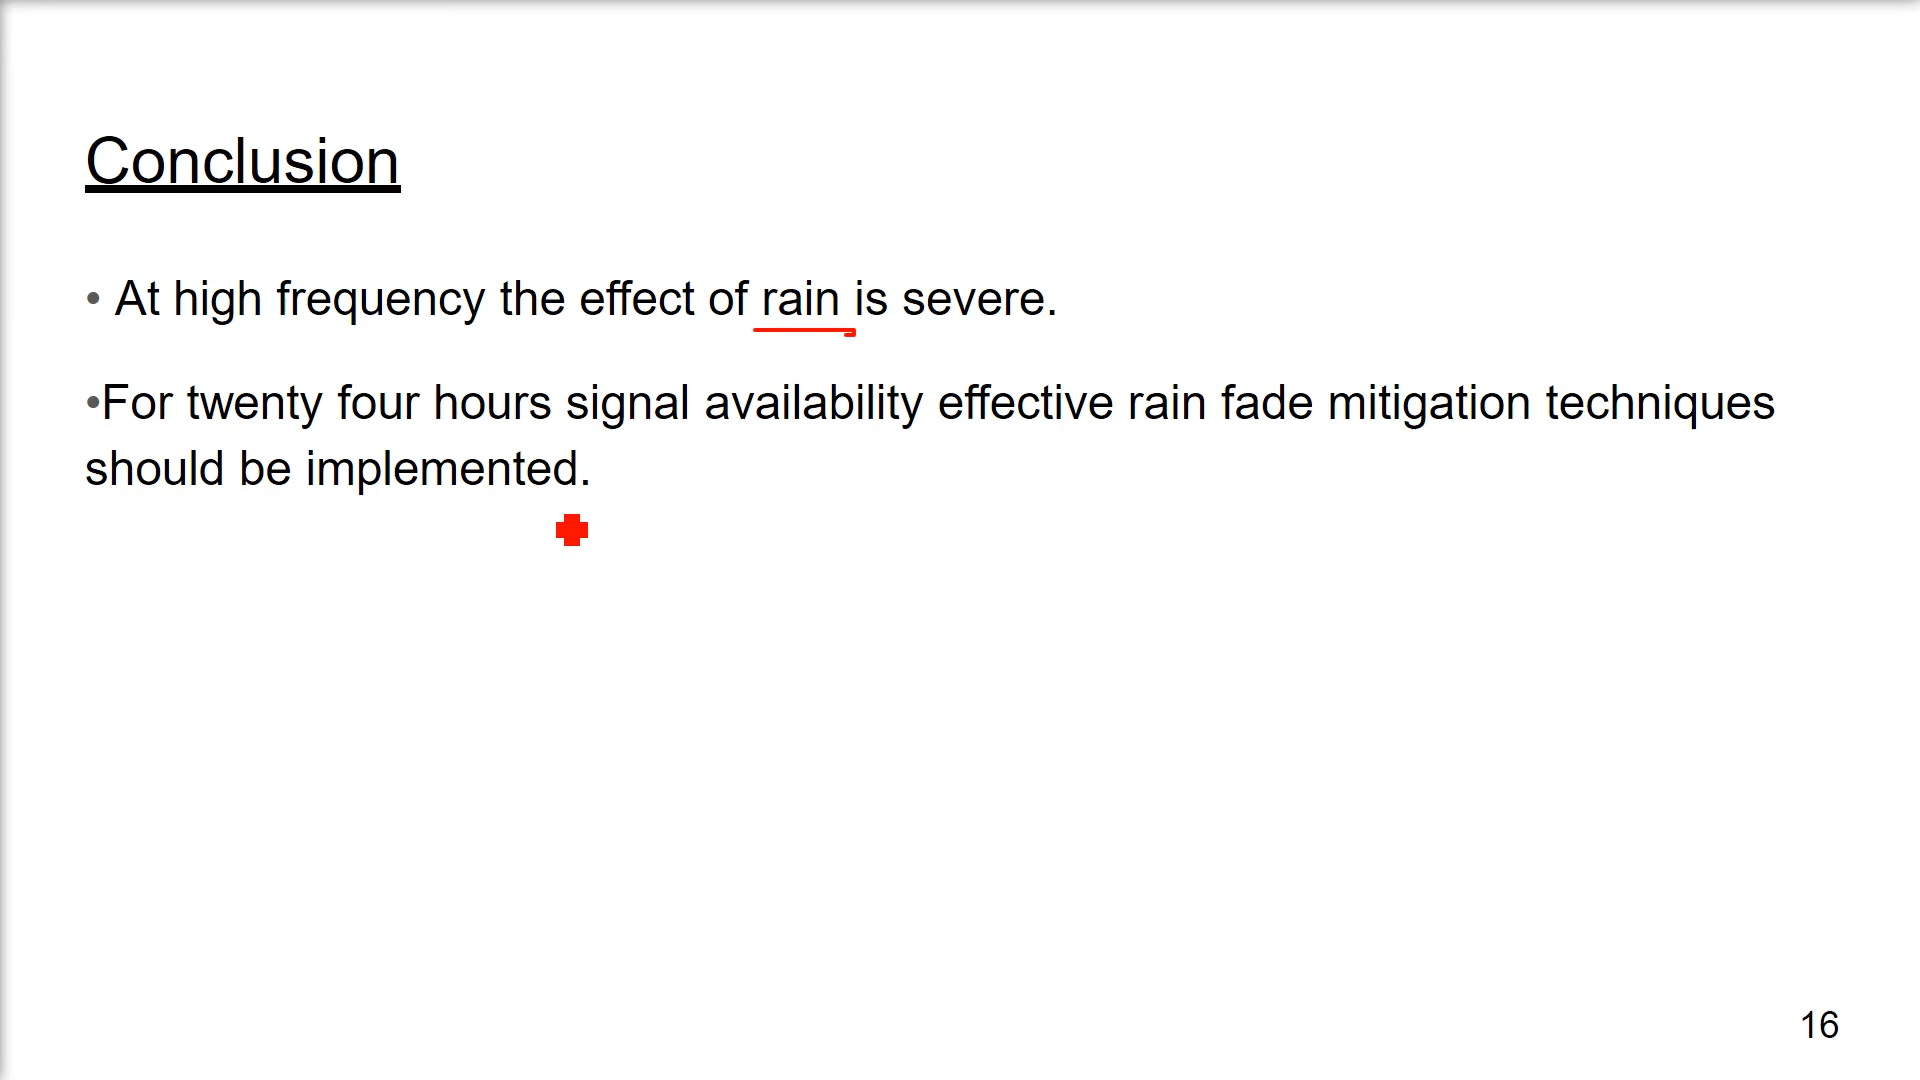 Conclusion
• At high frequency the effect of rain is severe.
•For twenty four hours signal availability effective rain fade mitigation techniques
should be implemented.
16